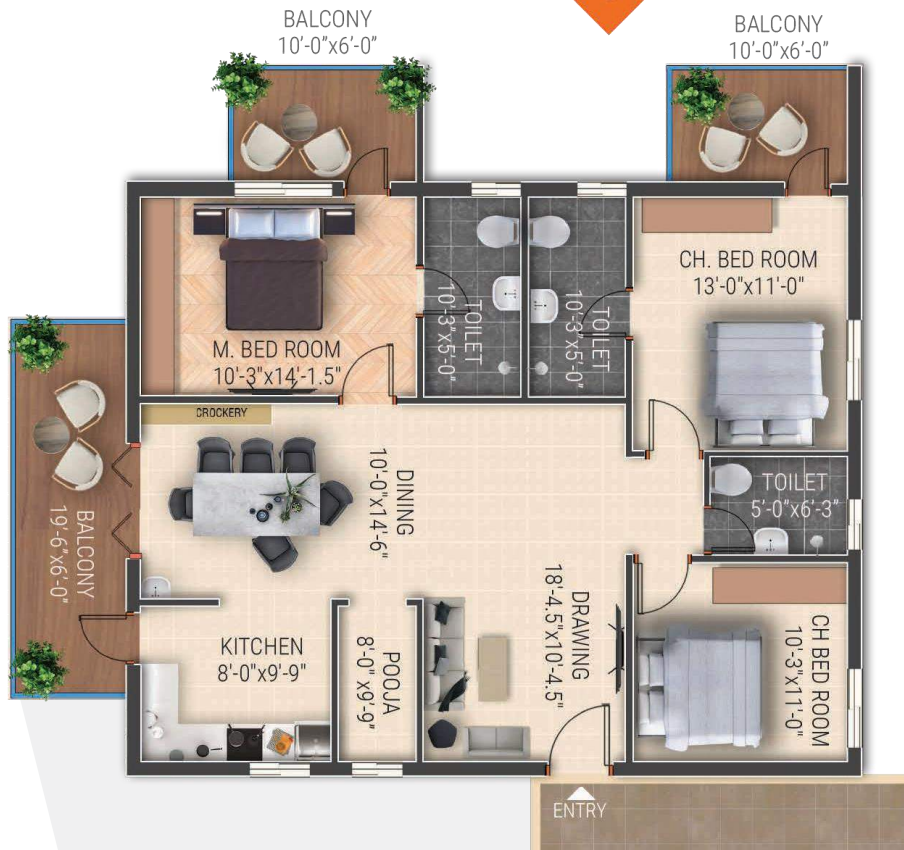 BALCONY
10'-0"x6'-0"
BALCONY
10'-0"x6'-0"
M. BED ROOM
10'-3"x14'-1.5"
TOILET
10'-3"x5'-0"
TOILET
10'-3"x5'-0"
CH. BED ROOM
13'-0"x11'-0"
CROCKERY
DINING
10'-0"x14'-6"
TOILET
5'-0"x6'-3"
BALCONY
19'-6"x6'-0"
KITCHEN
8'-0"x9'-9"
POOJA
8'-0" x9'-9"
DRAWING
18'-4.5"x10'-4.5"
CH BED ROOM
10'-3"x11'-0"
ENTRY